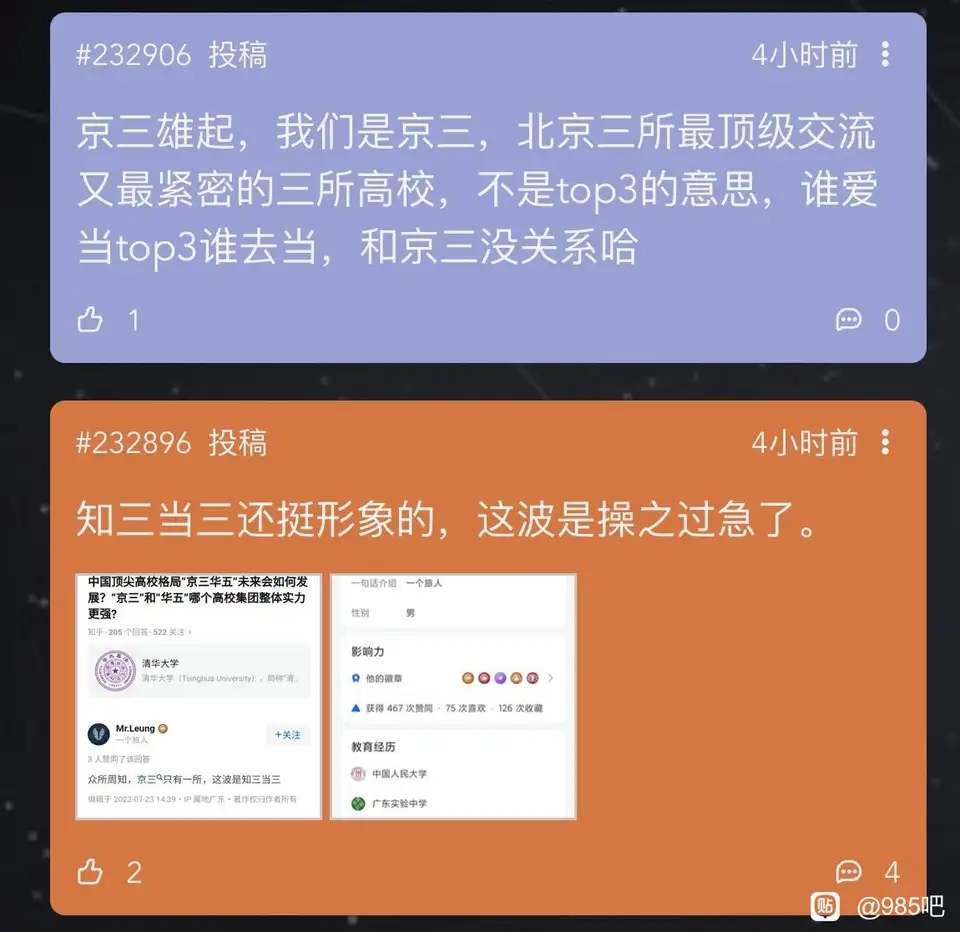 #232906 投稿 4小时前
京三雄起，我们是京三，北京三所最顶级交流
又最紧密的三所高校，不是top3的意思，谁爱
当top3谁去当，和京三没关系哈
1 0
#232896 投稿 4小时前
知三当三还挺形象的，这波是操之过急了。
中国顶尖高校格局“京三华五”未来会如何发
展？“京三”和“华五”哪个高校集团整体实力
更强？
知乎 · 205 个回答 · 522 关注 >
清华大学
清华大学（Tsinghua University），简称“清...
Mr.Leung
一个旅人
+关注
3 人赞同了该回答
众所周知，京三只有一所，这波是知三当三
编辑于 2022-07-23 14:39 · IP 属地广东 · 著作权归作者所有
一句话介绍 一个旅人
性别 男
影响力
他的徽章
获得 467 次赞同 · 75 次喜欢 · 126 次收藏
教育经历
中国人民大学
广东实验中学
2 4
贴 @985吧